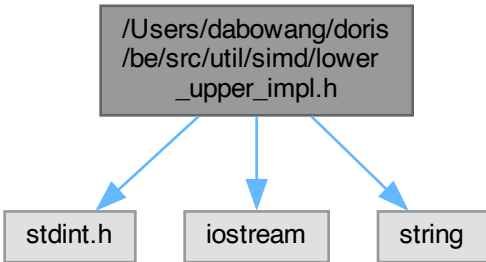 /Users/dabowang/doris
/be/src/util/simd/lower
_upper_impl.h
stdint.h
iostream
string